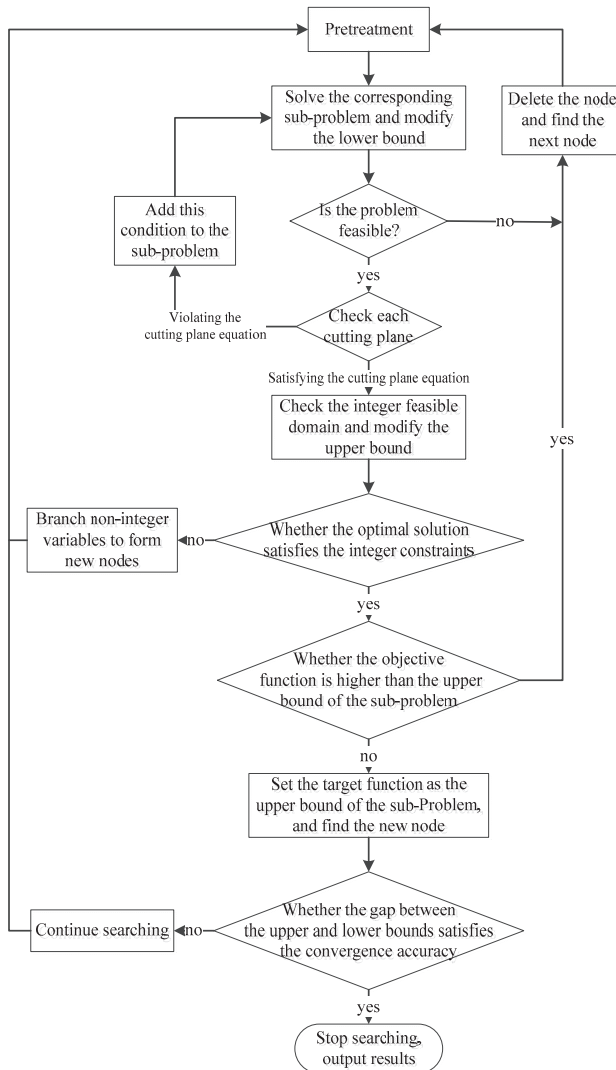 Pretreatment
Solve the corresponding
sub-problem and modify
the lower bound
Delete the node
and find the
next node
Add this
condition to the
sub-problem
Is the problem
feasible?
no
yes
Violating the
cutting plane equation
Check each
cutting plane
Satisfying the cutting plane equation
Check the integer feasible
domain and modify the
upper bound
yes
Branch non-integer
variables to form
new nodes
no
Whether the optimal solution
satisfies the integer constraints
yes
Whether the objective
function is higher than the upper
bound of the sub-problem
no
Set the target function as the
upper bound of the sub-Problem,
and find the new node
Continue searching
no
Whether the gap between
the upper and lower bounds satisfies
the convergence accuracy
yes
Stop searching,
output results